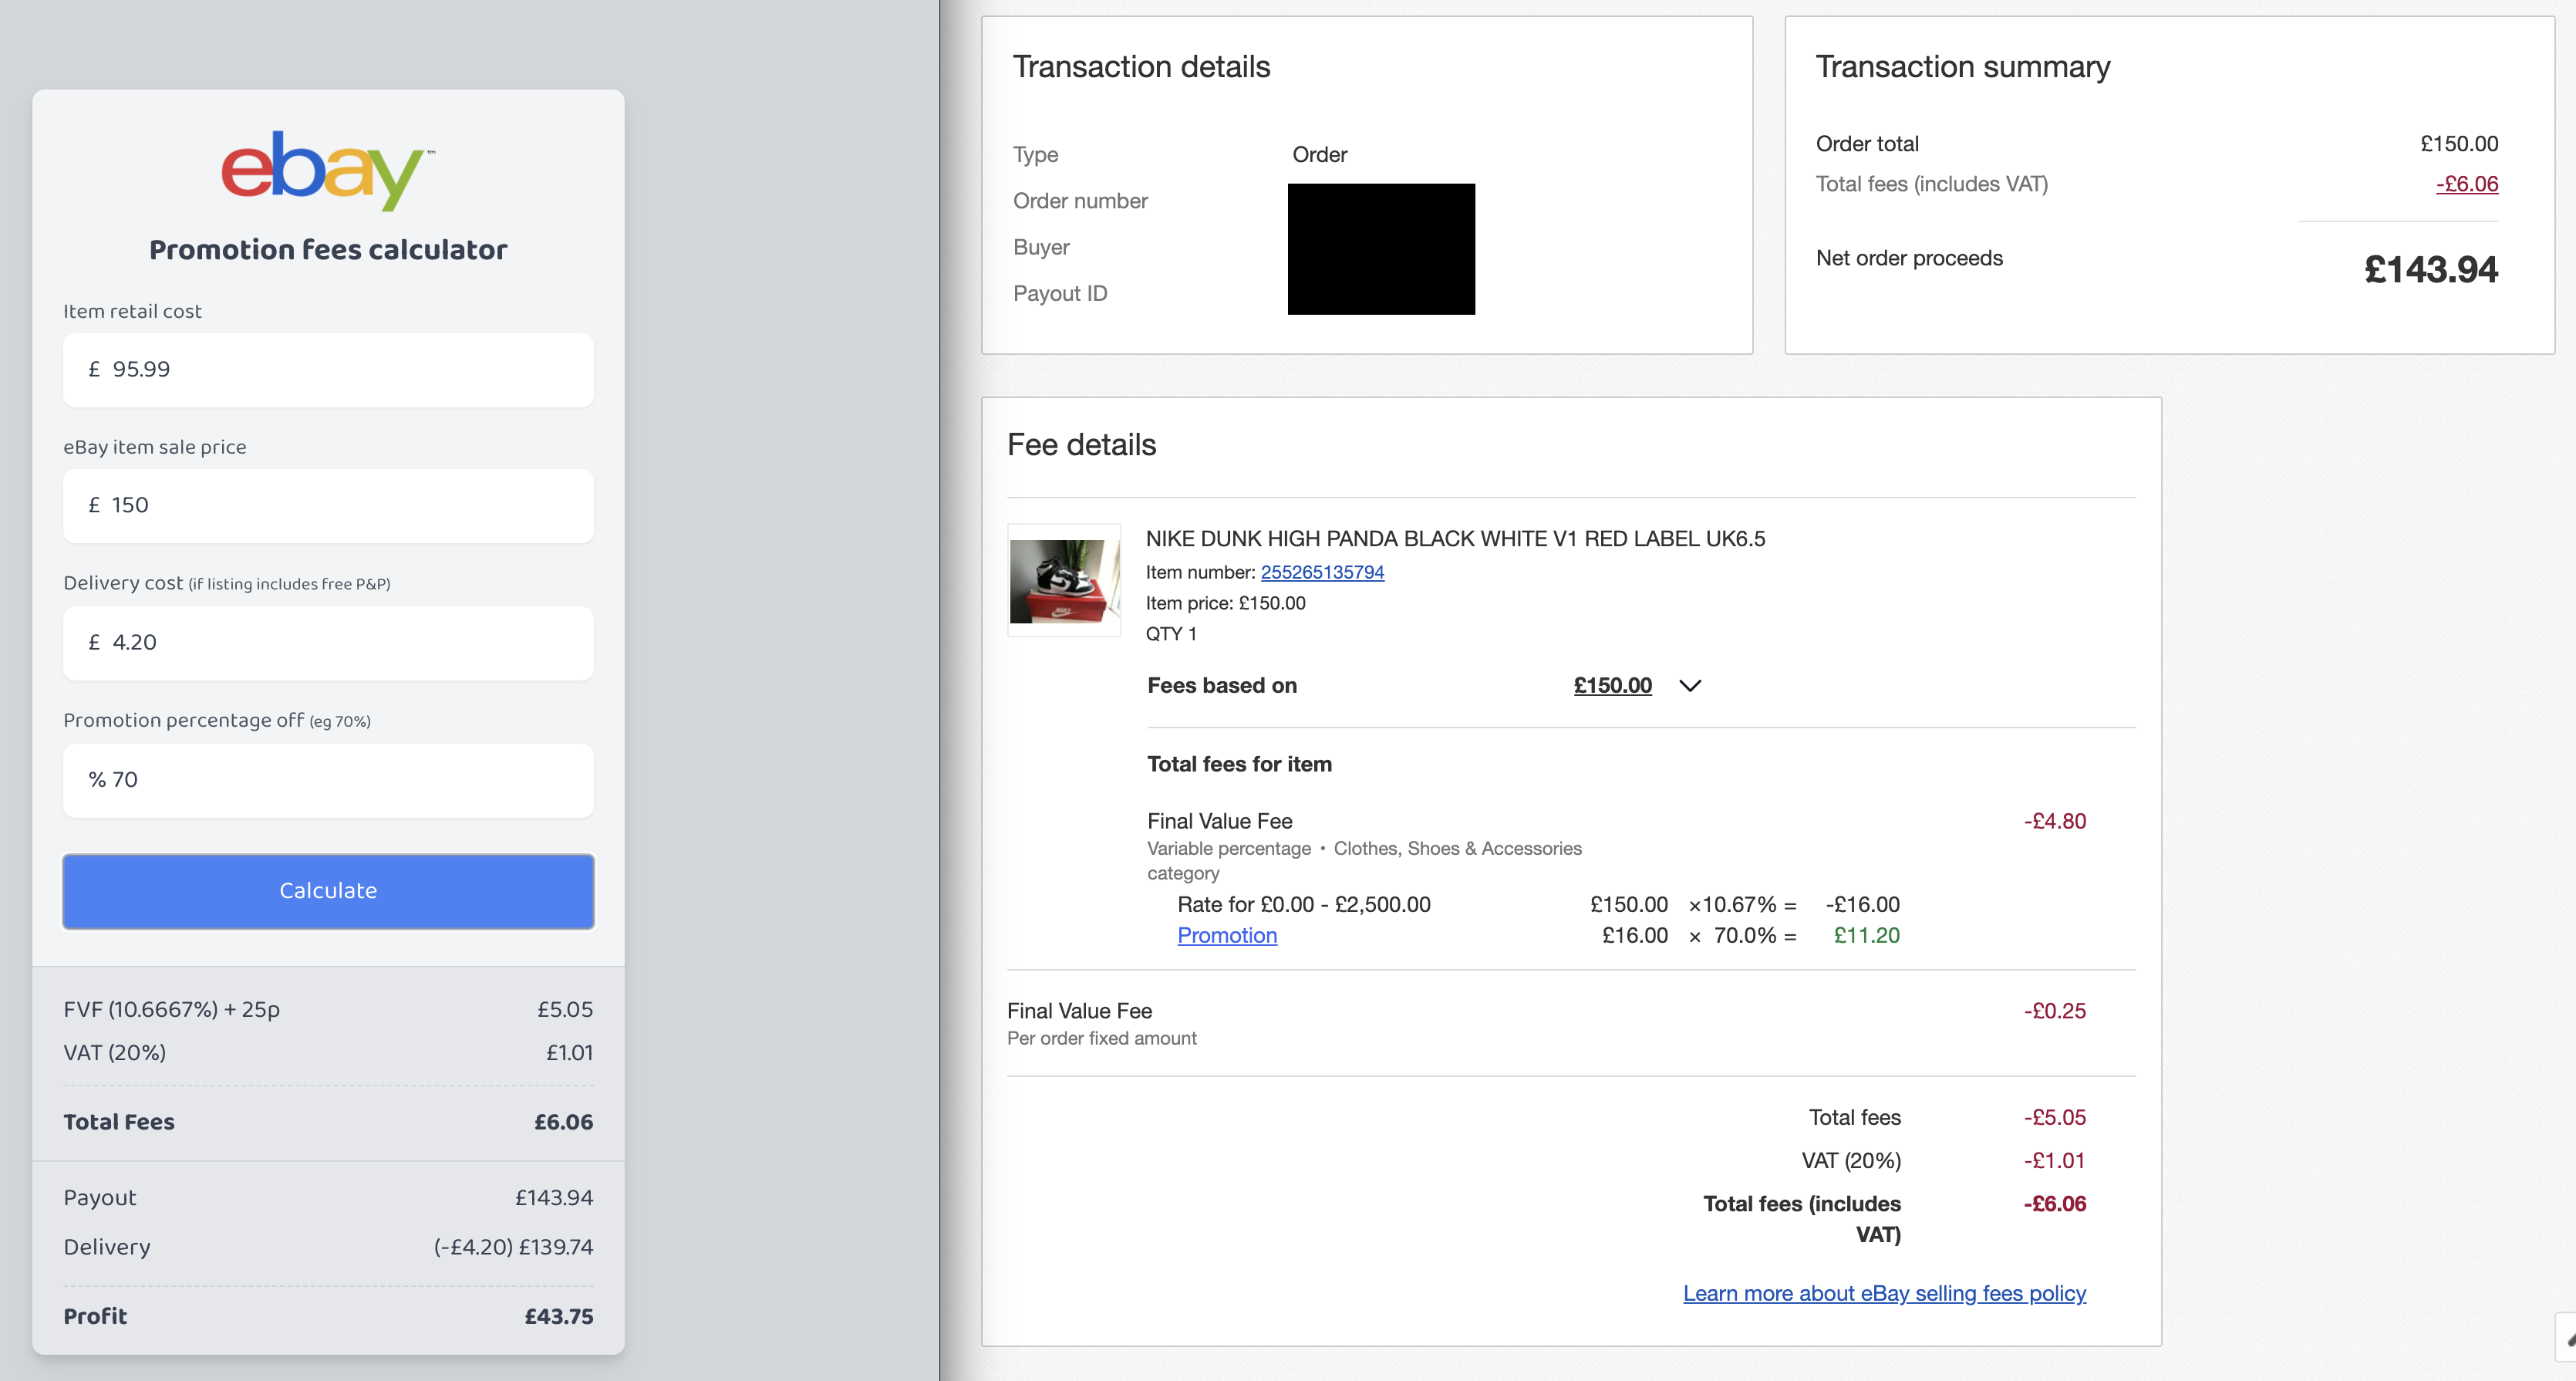 ebay™
Promotion fees calculator
Item retail cost
£ 95.99
eBay item sale price
£ 150
Delivery cost (if listing includes free P&P)
£ 4.20
Promotion percentage off (eg 70%)
% 70
Calculate
FVF (10.6667%) + 25p £5.05
VAT (20%) £1.01
Total Fees £6.06
Payout £143.94
Delivery (-£4.20) £139.74
Profit £43.75
Transaction details
Type Order
Order number
Buyer
Payout ID
Transaction summary
Order total £150.00
Total fees (includes VAT) -£6.06
Net order proceeds £143.94
Fee details
NIKE DUNK HIGH PANDA BLACK WHITE V1 RED LABEL UK6.5
Item number: 255265135794
Item price: £150.00
QTY 1
Fees based on £150.00
Total fees for item
Final Value Fee -£4.80
Variable percentage • Clothes, Shoes & Accessories
category
Rate for £0.00 - £2,500.00 £150.00 ×10.67% = -£16.00
Promotion £16.00 × 70.0% = £11.20
Final Value Fee -£0.25
Per order fixed amount
Total fees -£5.05
VAT (20%) -£1.01
Total fees (includes -£6.06
VAT)
Learn more about eBay selling fees policy